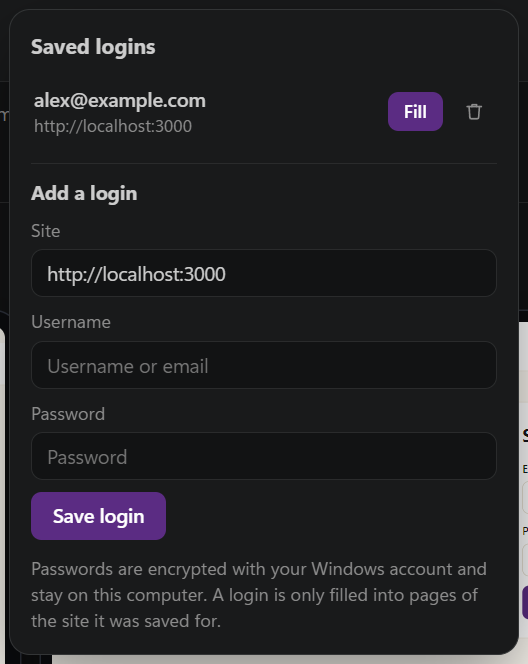 Saved logins
alex@example.com
http://localhost:3000
Fill
Add a login
Site
http://localhost:3000
Username
Username or email
Password
Password
Save login
Passwords are encrypted with your Windows account and
stay on this computer. A login is only filled into pages of
the site it was saved for.